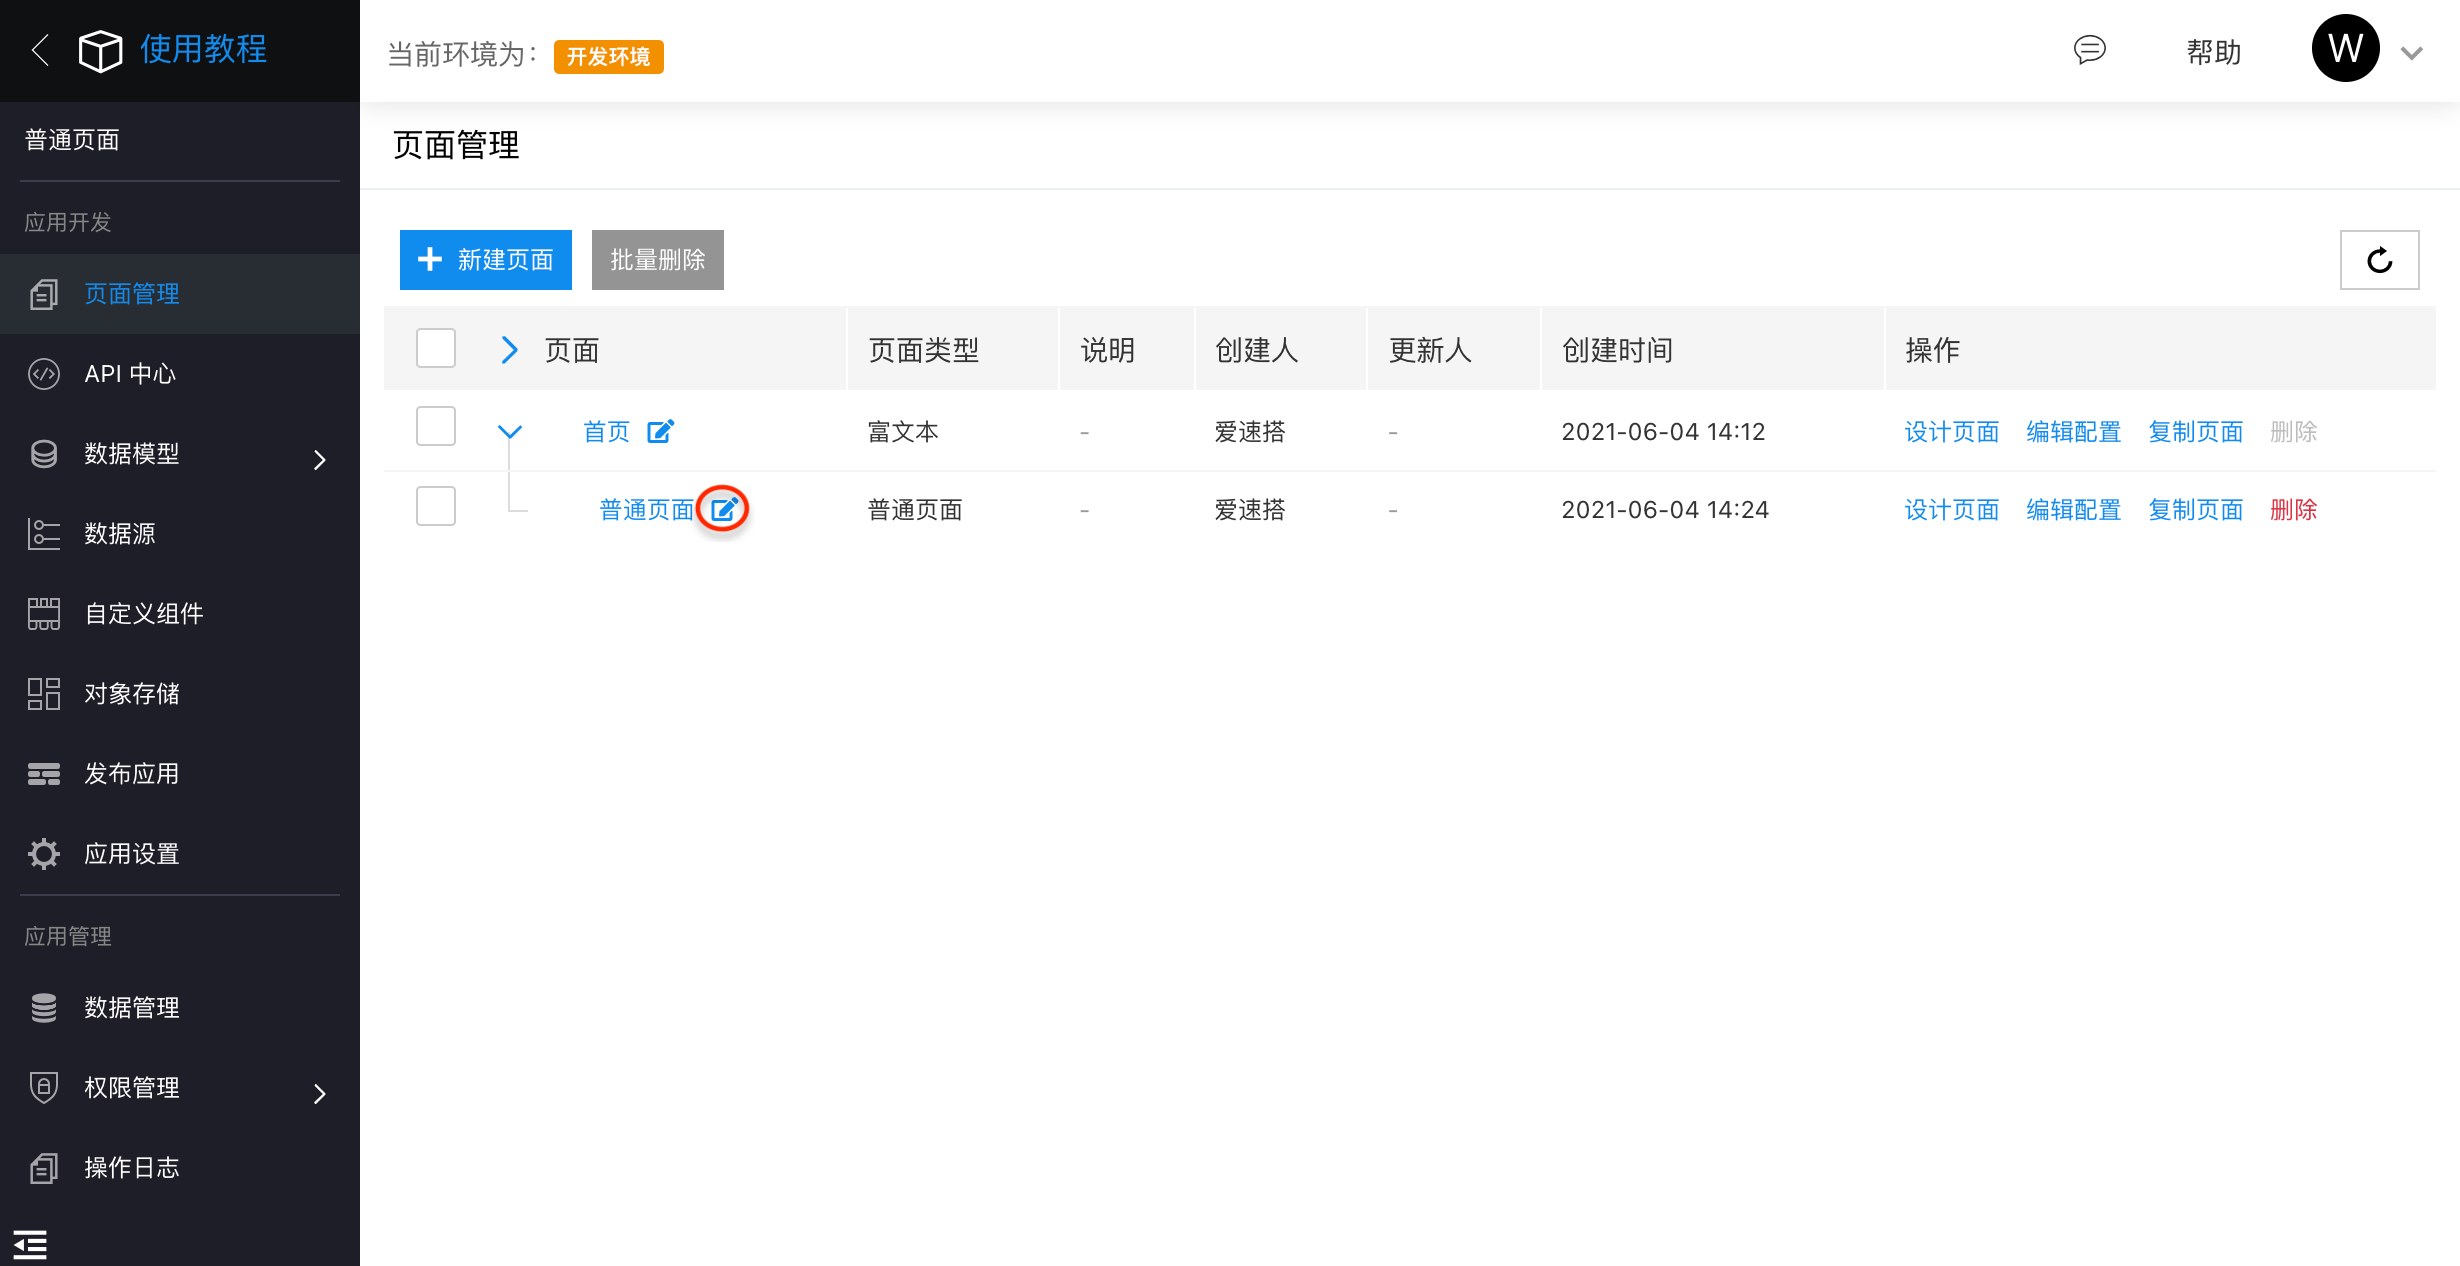 使用教程
当前环境为: 开发环境
帮助
W
普通页面
应用开发
页面管理
API 中心
数据模型
数据源
自定义组件
对象存储
发布应用
应用设置
应用管理
数据管理
权限管理
操作日志
页面管理
新建页面 批量删除
页面 页面类型 说明 创建人 更新人 创建时间 操作
首页 富文本 - 爱速搭 - 2021-06-04 14:12 设计页面 编辑配置 复制页面 删除
普通页面 普通页面 - 爱速搭 - 2021-06-04 14:24 设计页面 编辑配置 复制页面 删除